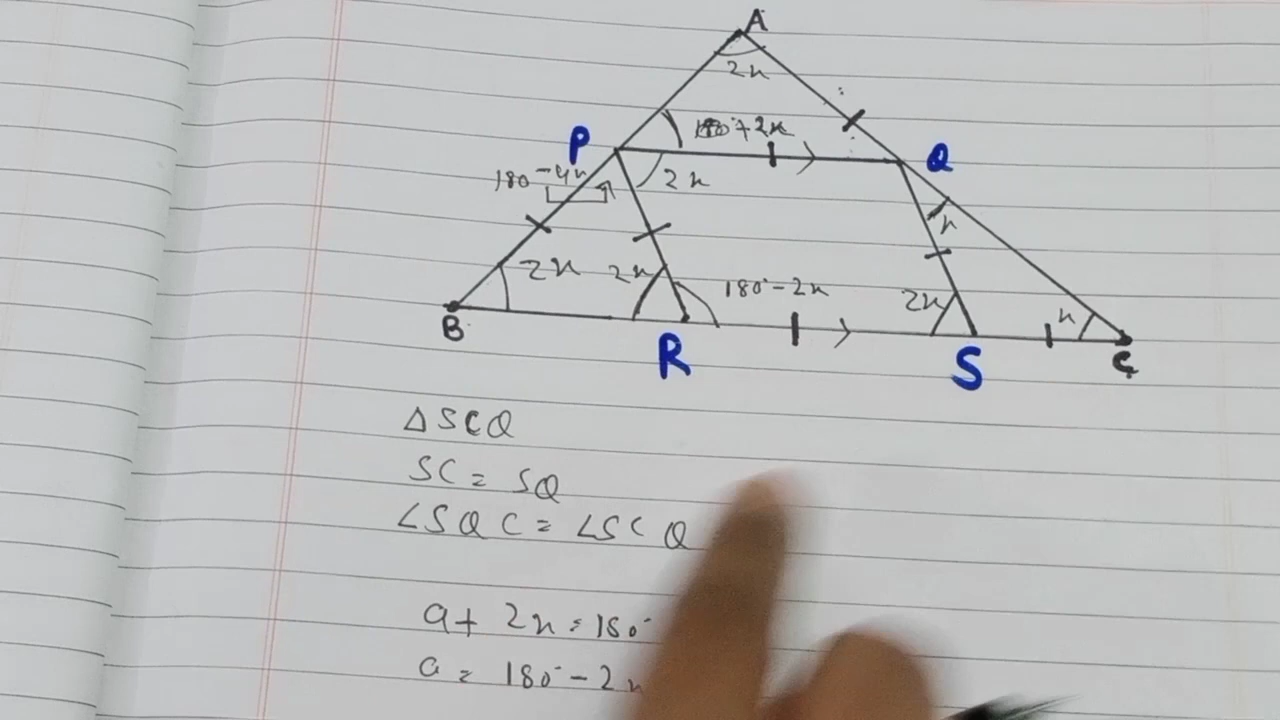 A
2x
P
2x
Q
180-4x
2x
x
2x
2x
180°-2x
2x
x
B
R
S
C
ΔSCQ
SC = SQ
∠SQC = ∠SCQ
a + 2x = 180°
a = 180° - 2x